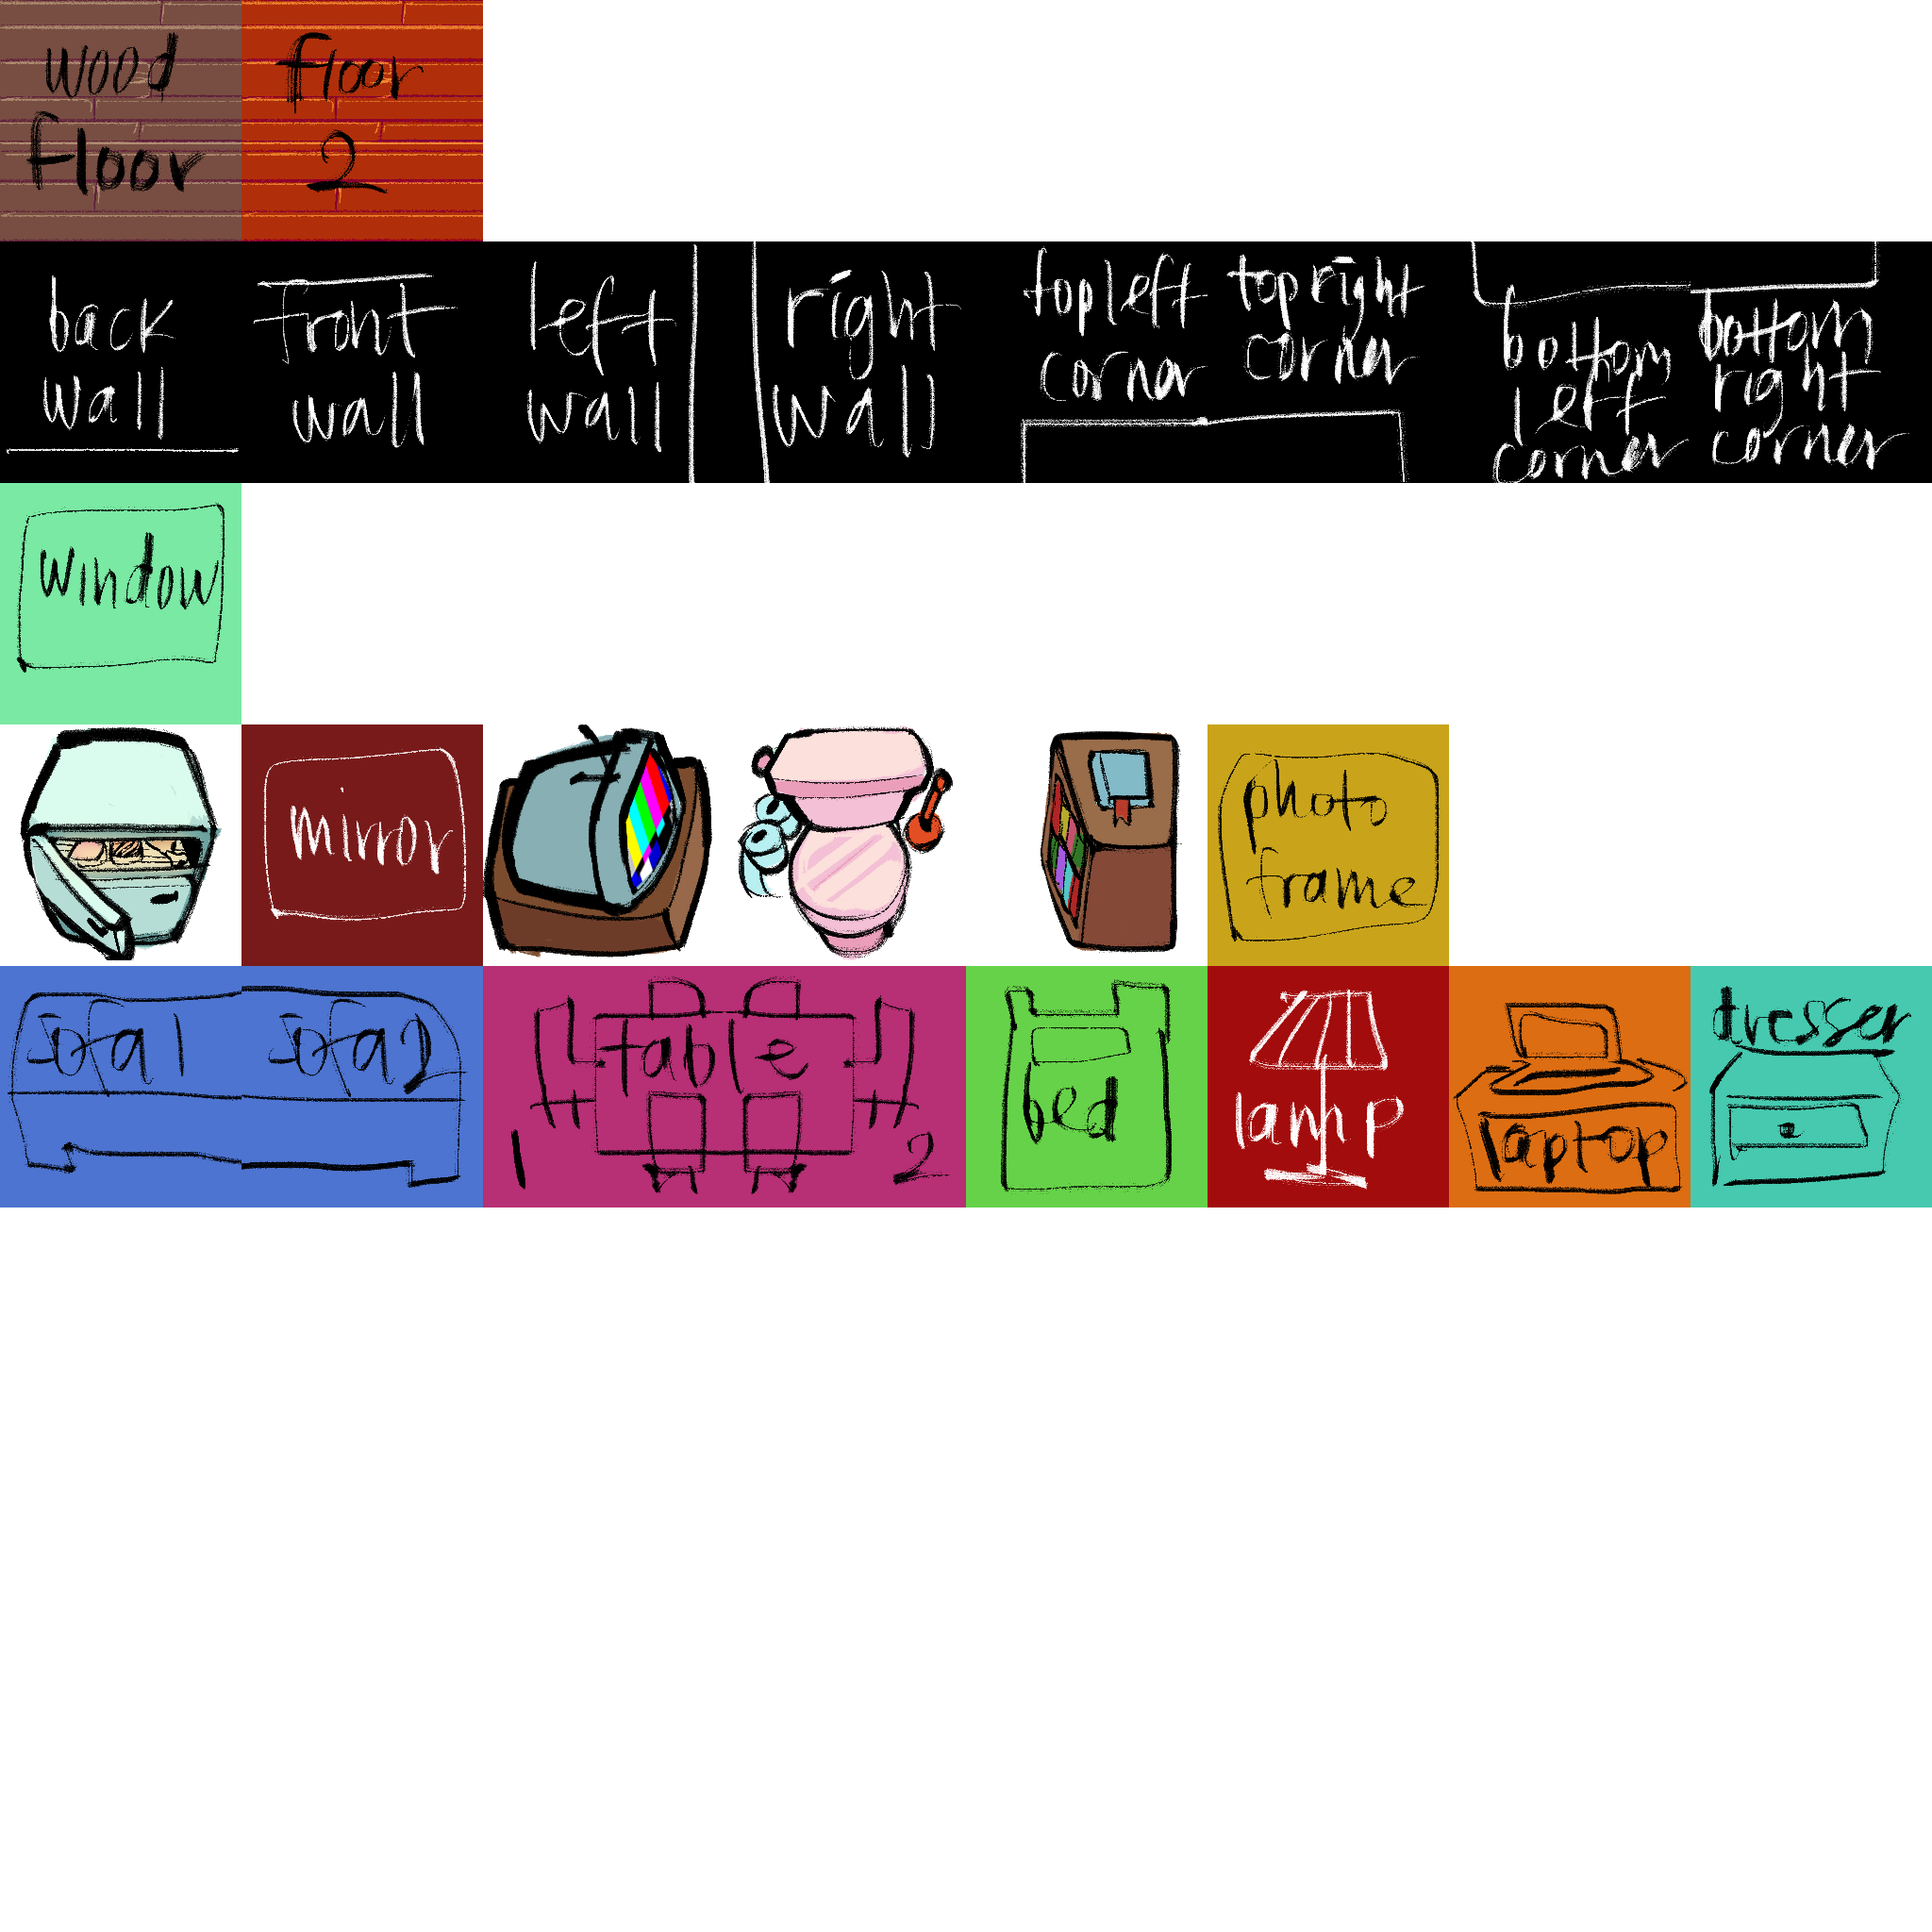 wood
floor
floor
2
back
wall
front
wall
left
wall
right
wall
top left
corner
top right
corner
bottom
left
corner
bottom
right
corner
window
mirror
photo
frame
sofa1
sofa2
table
1
2
bed
lamp
laptop
dresser